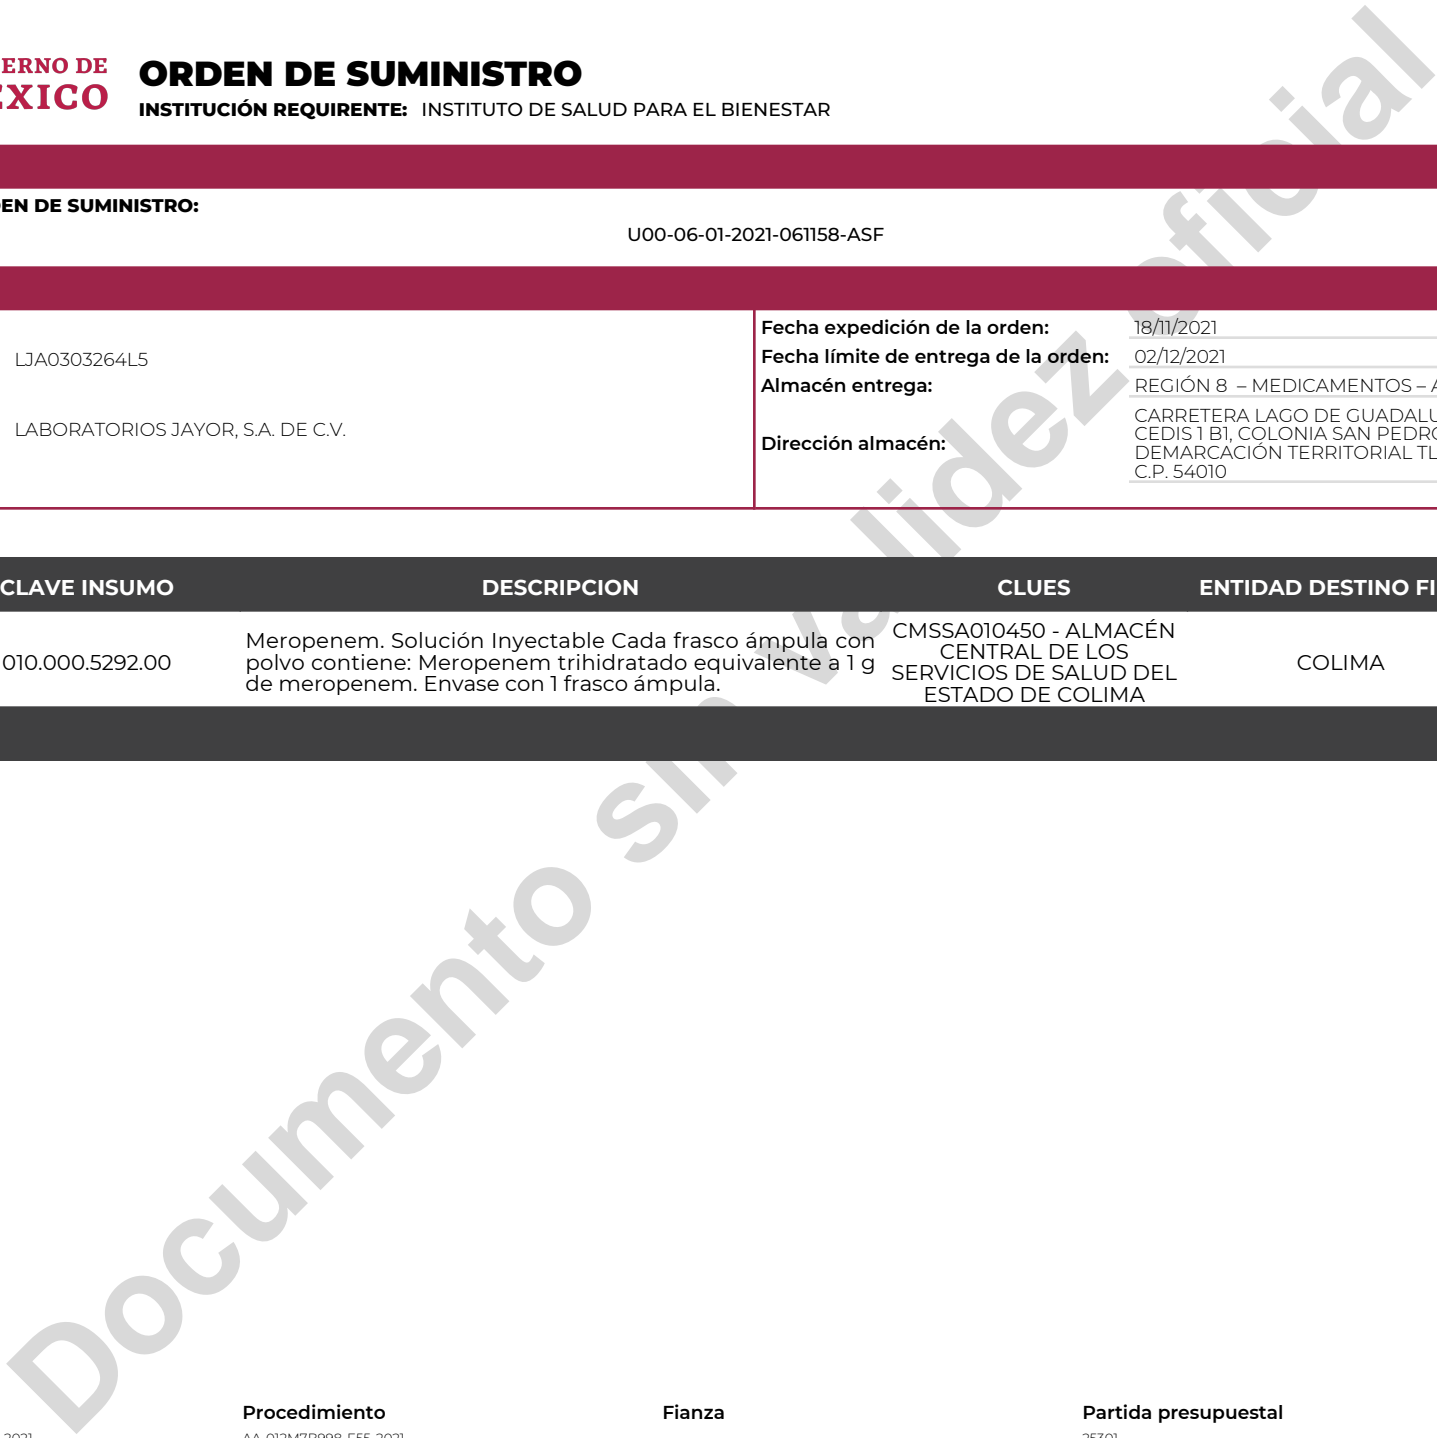 ERNO DE
ÉXICO
ORDEN DE SUMINISTRO
INSTITUCIÓN REQUIRENTE: INSTITUTO DE SALUD PARA EL BIENESTAR
EN DE SUMINISTRO:
U00-06-01-2021-061158-ASF
LJA0303264L5
LABORATORIOS JAYOR, S.A. DE C.V.
Fecha expedición de la orden: 18/11/2021
Fecha límite de entrega de la orden: 02/12/2021
Almacén entrega: REGIÓN 8 – MEDICAMENTOS –
Dirección almacén:
CARRETERA LAGO DE GUADALU
CEDIS 1 B1, COLONIA SAN PEDRO
DEMARCACIÓN TERRITORIAL TL
C.P. 54010
CLAVE INSUMO DESCRIPCION CLUES ENTIDAD DESTINO FI
010.000.5292.00
Meropenem. Solución Inyectable Cada frasco ámpula con
polvo contiene: Meropenem trihidratado equivalente a 1 g
de meropenem. Envase con 1 frasco ámpula.
CMSSA010450 - ALMACÉN
CENTRAL DE LOS
SERVICIOS DE SALUD DEL
ESTADO DE COLIMA
COLIMA
Documento sin validez oficial
Procedimiento Fianza Partida presupuestal